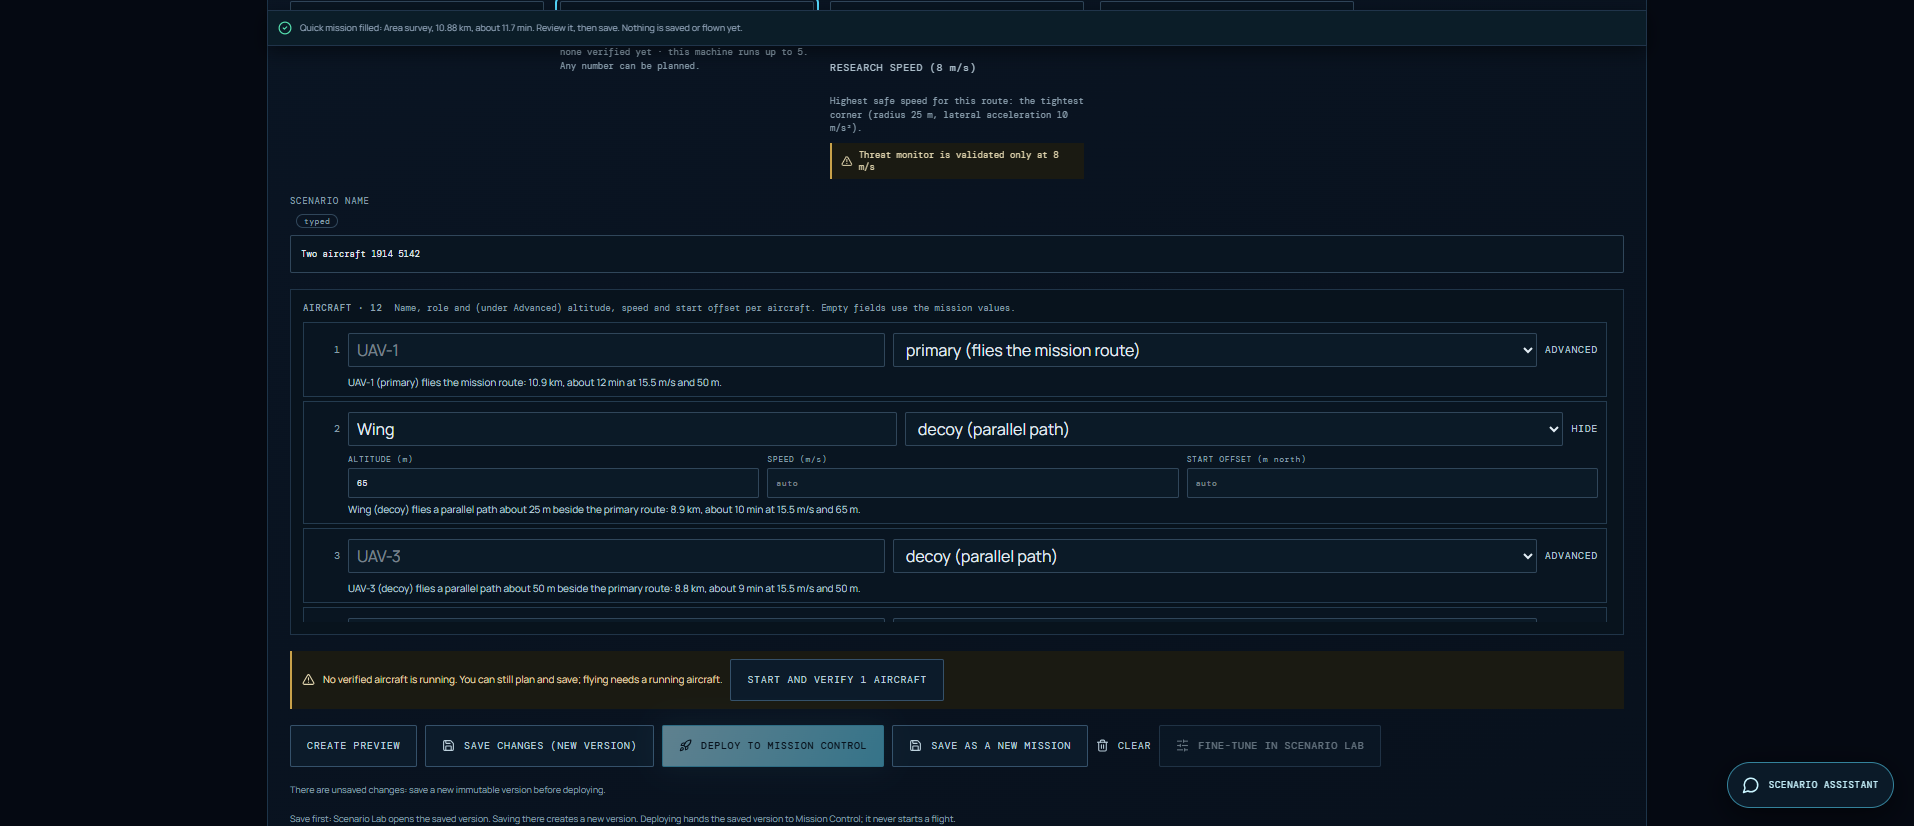 Quick mission filled: Area survey, 10.88 km, about 11.7 min. Review it, then save. Nothing is saved or flown yet.
none verified yet · this machine runs up to 5.
Any number can be planned.
RESEARCH SPEED (8 m/s)
Highest safe speed for this route: the tightest
corner (radius 25 m, lateral acceleration 10
m/s²).
Threat monitor is validated only at 8
m/s
SCENARIO NAME
typed
Two aircraft 1914 5142
AIRCRAFT · 12 Name, role and (under Advanced) altitude, speed and start offset per aircraft. Empty fields use the mission values.
1 UAV-1 primary (flies the mission route) ADVANCED
UAV-1 (primary) flies the mission route: 10.9 km, about 12 min at 15.5 m/s and 50 m.
2 Wing decoy (parallel path) HIDE
ALTITUDE (m) SPEED (m/s) START OFFSET (m north)
65 auto auto
Wing (decoy) flies a parallel path about 25 m beside the primary route: 8.9 km, about 10 min at 15.5 m/s and 65 m.
3 UAV-3 decoy (parallel path) ADVANCED
UAV-3 (decoy) flies a parallel path about 50 m beside the primary route: 8.8 km, about 9 min at 15.5 m/s and 50 m.
No verified aircraft is running. You can still plan and save; flying needs a running aircraft. START AND VERIFY 1 AIRCRAFT
CREATE PREVIEW SAVE CHANGES (NEW VERSION) DEPLOY TO MISSION CONTROL SAVE AS A NEW MISSION CLEAR FINE-TUNE IN SCENARIO LAB
SCENARIO ASSISTANT
There are unsaved changes: save a new immutable version before deploying.
Save first: Scenario Lab opens the saved version. Saving there creates a new version. Deploying hands the saved version to Mission Control; it never starts a flight.